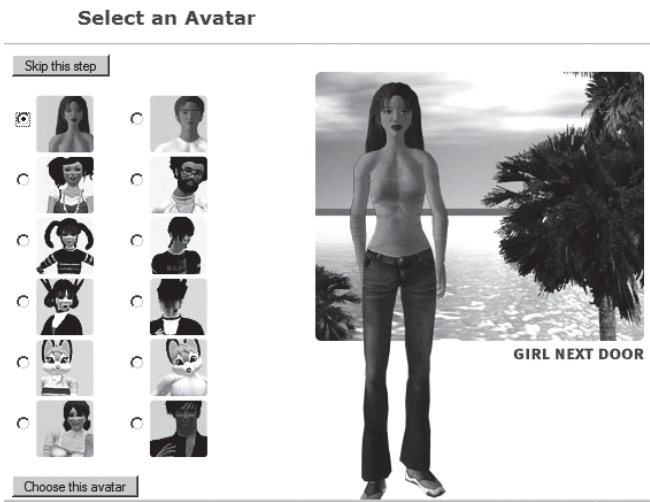 Select an Avatar
Skip this step
GIRL NEXT DOOR
Choose this avatar